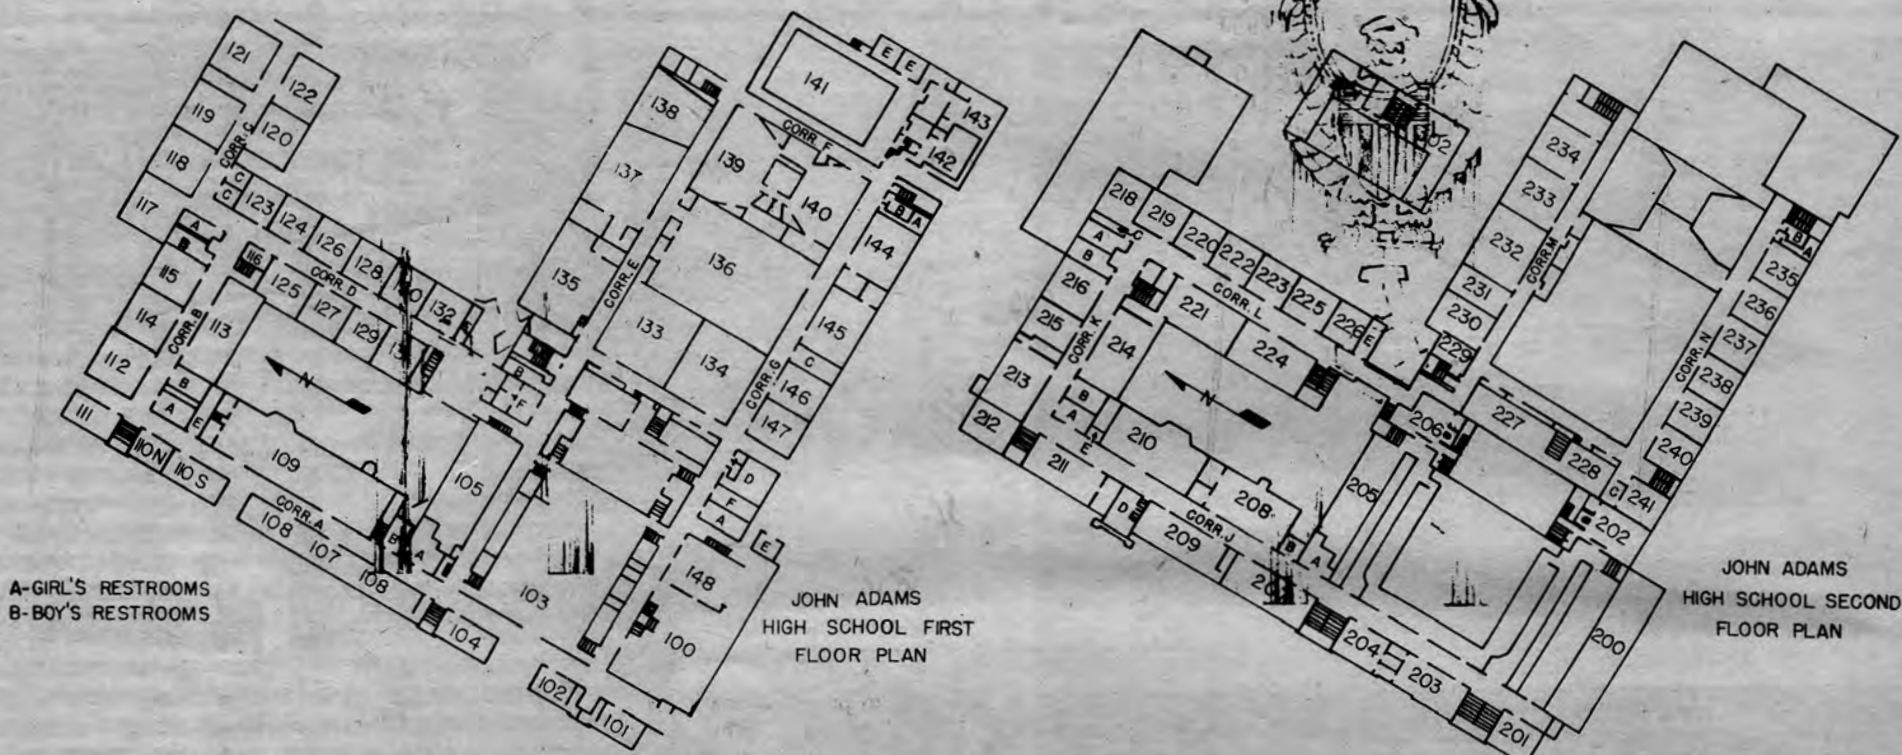 121
122
119
120
118
CORR. C
117
C
C
123
124
126
128
132
A
B
116
125
CORR. D
127
129
115
114
CORR. B
113
112
B
A
E
N
111
110N
110S
109
CORR. A
108
107
108
105
B
A
104
103
138
137
135
CORR. E
141
E
E
143
142
CORR. F
139
140
136
B
A
144
133
134
145
CORR. G
C
146
147
B
F
D
F
A
E
148
100
102
101
A-GIRL'S RESTROOMS
B-BOY'S RESTROOMS
JOHN ADAMS
HIGH SCHOOL FIRST
FLOOR PLAN
218
219
220
222
223
225
226
E
A
C
B
216
215
CORR. K
214
221
CORR. L
224
213
212
B
A
E
N
211
210
D
CORR. J
209
208
205
B
A
206
204
203
201
200
234
233
232
CORR. M
231
230
229
227
228
B
A
235
236
237
CORR. N
238
239
240
C
241
202
JOHN ADAMS
HIGH SCHOOL SECOND
FLOOR PLAN